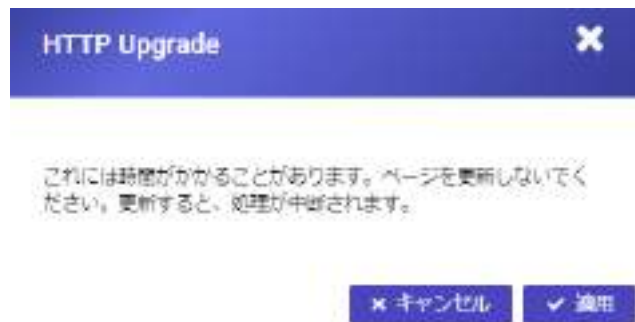 HTTP Upgrade
これには時間がかかることがあります。ページを更新しないでく
ださい。更新すると、処理が中断されます。
キャンセル
適用